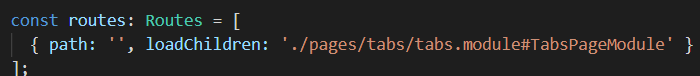 const routes: Routes = [
  { path: '', loadChildren: './pages/tabs/tabs.module#TabsPageModule' }
];